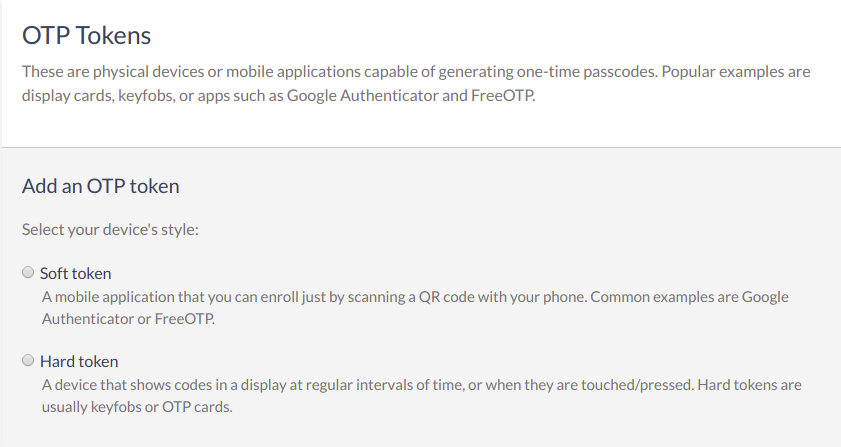 OTP Tokens
These are physical devices or mobile applications capable of generating one-time passcodes. Popular examples are
display cards, keyfobs, or apps such as Google Authenticator and FreeOTP.
Add an OTP token
Select your device's style:
Soft token
A mobile application that you can enroll just by scanning a QR code with your phone. Common examples are Google
Authenticator or FreeOTP.
Hard token
A device that shows codes in a display at regular intervals of time, or when they are touched/pressed. Hard tokens are
usually keyfobs or OTP cards.